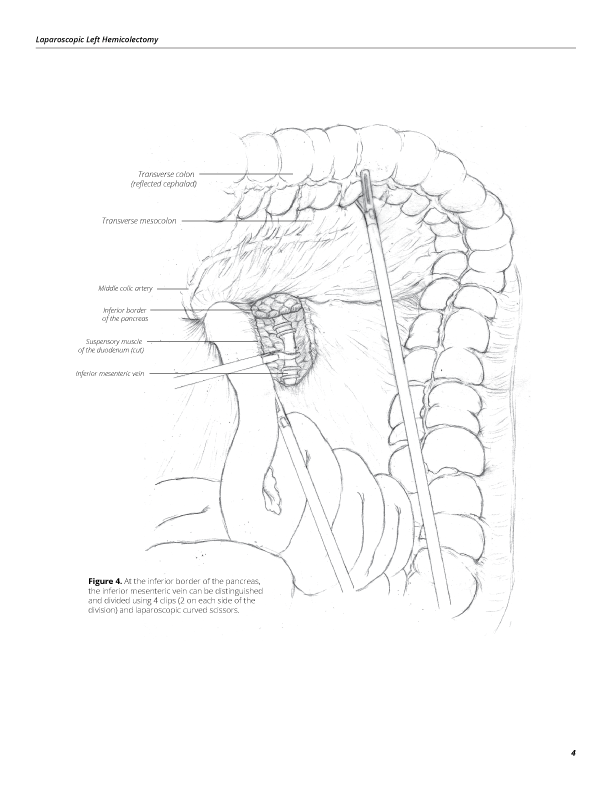 Laparoscopic Left Hemicolectomy
Transverse colon
(reflected cephalad)
Transverse mesocolon
Middle colic artery
Inferior border
of the pancreas
Suspensory muscle
of the duodenum (cut)
Inferior mesenteric vein
Figure 4. At the inferior border of the pancreas,
the inferior mesenteric vein can be distinguished
and divided using 4 clips (2 on each side of the
division) and laparoscopic curved scissors.
4